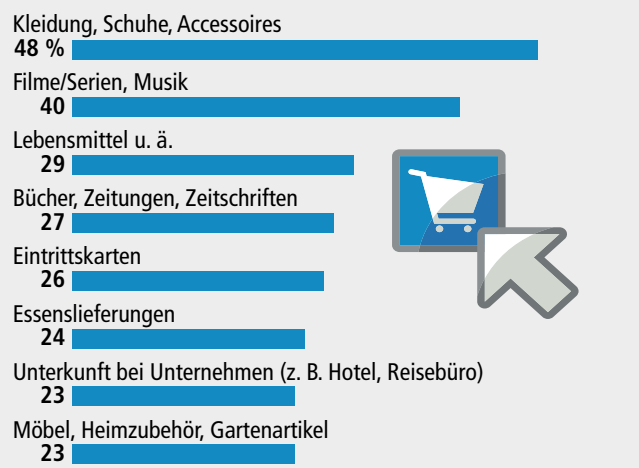 Kleidung, Schuhe, Accessoires
48 %
Filme/Serien, Musik
40
Lebensmittel u. ä.
29
Bücher, Zeitungen, Zeitschriften
27
Eintrittskarten
26
Essenslieferungen
24
Unterkunft bei Unternehmen (z. B. Hotel, Reisebüro)
23
Möbel, Heimzubehör, Gartenartikel
23